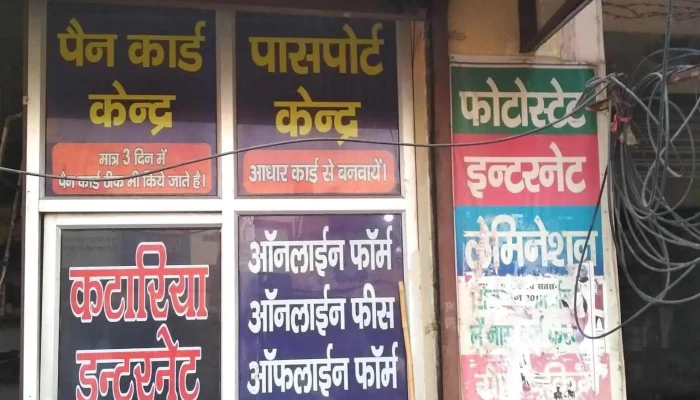 पैन कार्ड
केन्द्र
मात्र 3 दिन में
पैन कार्ड ठीक भी किये जाते है।
पासपोर्ट
केन्द्र
आधार कार्ड से बनवायें।
कटारिया
इन्टरनेट
ऑनलाईन फॉर्म
ऑनलाईन फीस
ऑफलाईन फॉर्म
फोटोस्टेट
इन्टरनेट
लेमिनेशन